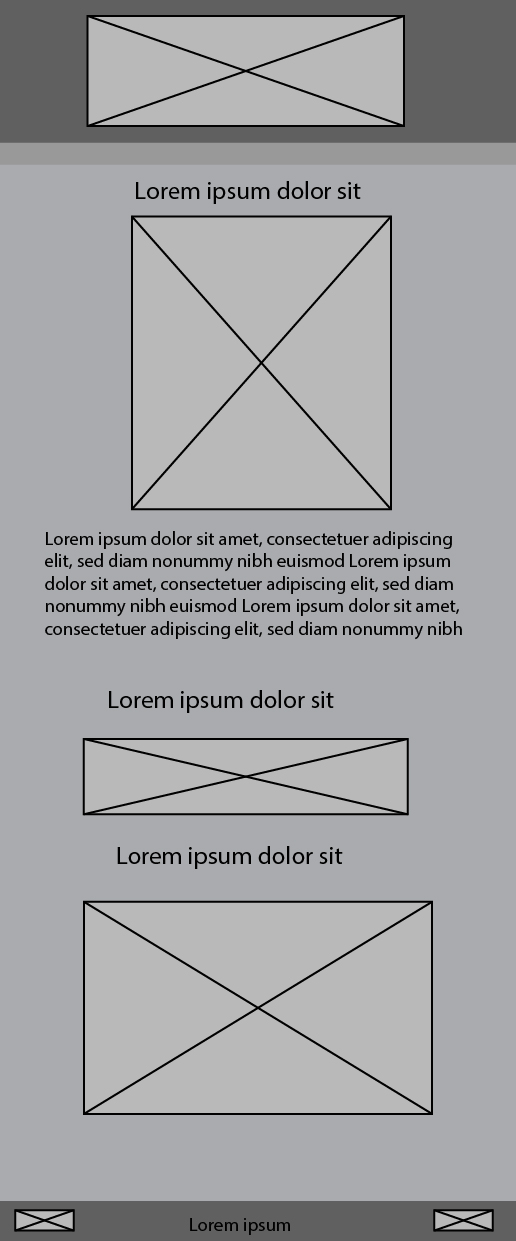 Lorem ipsum dolor sit
Lorem ipsum dolor sit amet, consectetuer adipiscing
elit, sed diam nonummy nibh euismod Lorem ipsum
dolor sit amet, consectetuer adipiscing elit, sed diam
nonummy nibh euismod Lorem ipsum dolor sit amet,
consectetuer adipiscing elit, sed diam nonummy nibh
Lorem ipsum dolor sit
Lorem ipsum dolor sit
Lorem ipsum